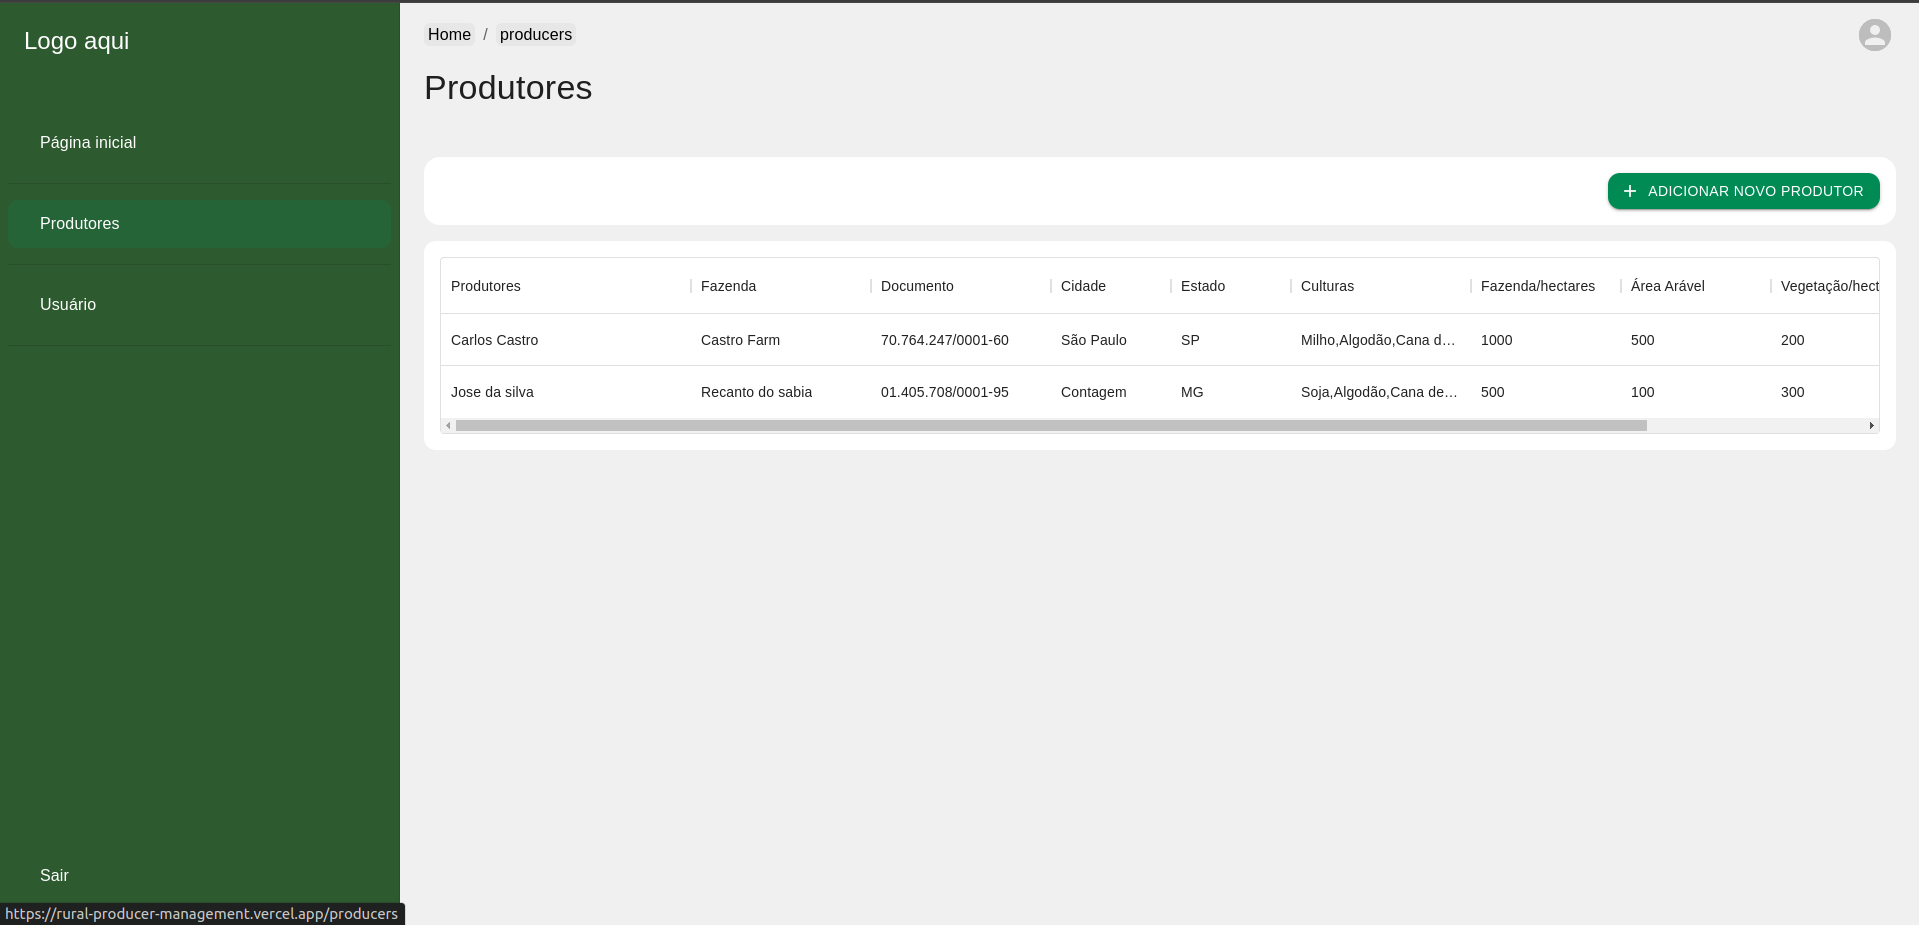 Logo aqui
Página inicial
Produtores
Usuário
Sair
https://rural-producer-management.vercel.app/producers
Home / producers
Produtores
+ ADICIONAR NOVO PRODUTOR
Produtores Fazenda Documento Cidade Estado Culturas Fazenda/hectares Área Arável Vegetação/hect
Carlos Castro Castro Farm 70.764.247/0001-60 São Paulo SP Milho,Algodão,Cana d… 1000 500 200
Jose da silva Recanto do sabia 01.405.708/0001-95 Contagem MG Soja,Algodão,Cana de… 500 100 300